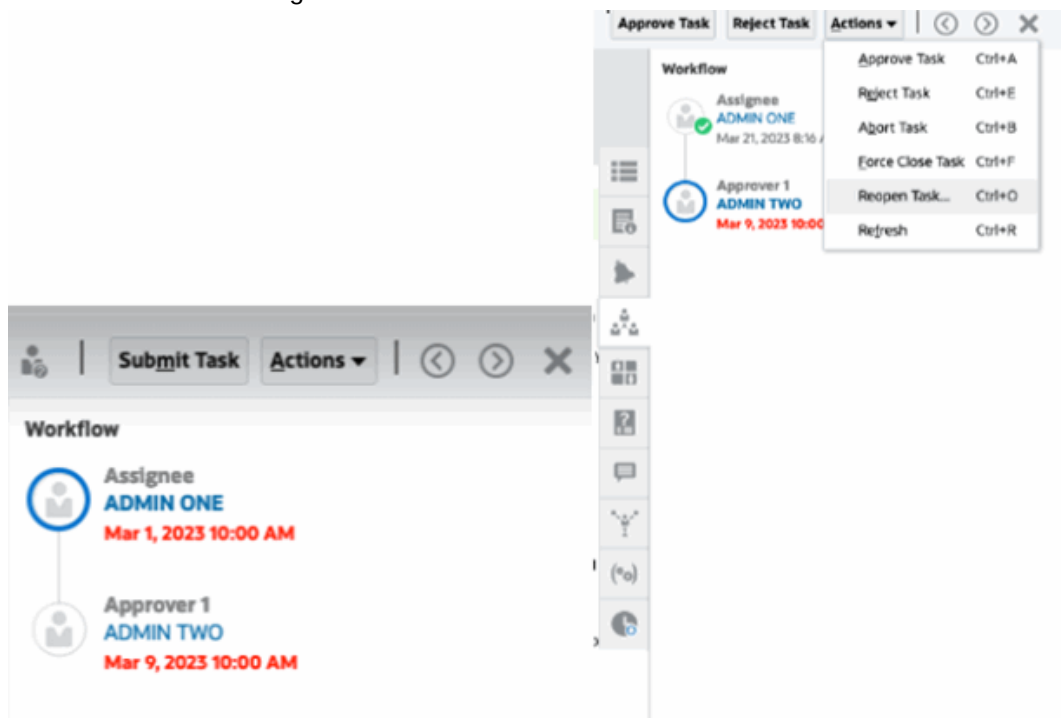 Approve Task Reject Task Actions
Workflow
Assignee
ADMIN ONE
Mar 21, 2023 8:16
Approver 1
ADMIN TWO
Mar 9, 2023 10:00
Approve Task Ctrl+A
Reject Task Ctrl+E
Abort Task Ctrl+B
Force Close Task Ctrl+F
Reopen Task... Ctrl+O
Refresh Ctrl+R
Submit Task Actions
Workflow
Assignee
ADMIN ONE
Mar 1, 2023 10:00 AM
Approver 1
ADMIN TWO
Mar 9, 2023 10:00 AM